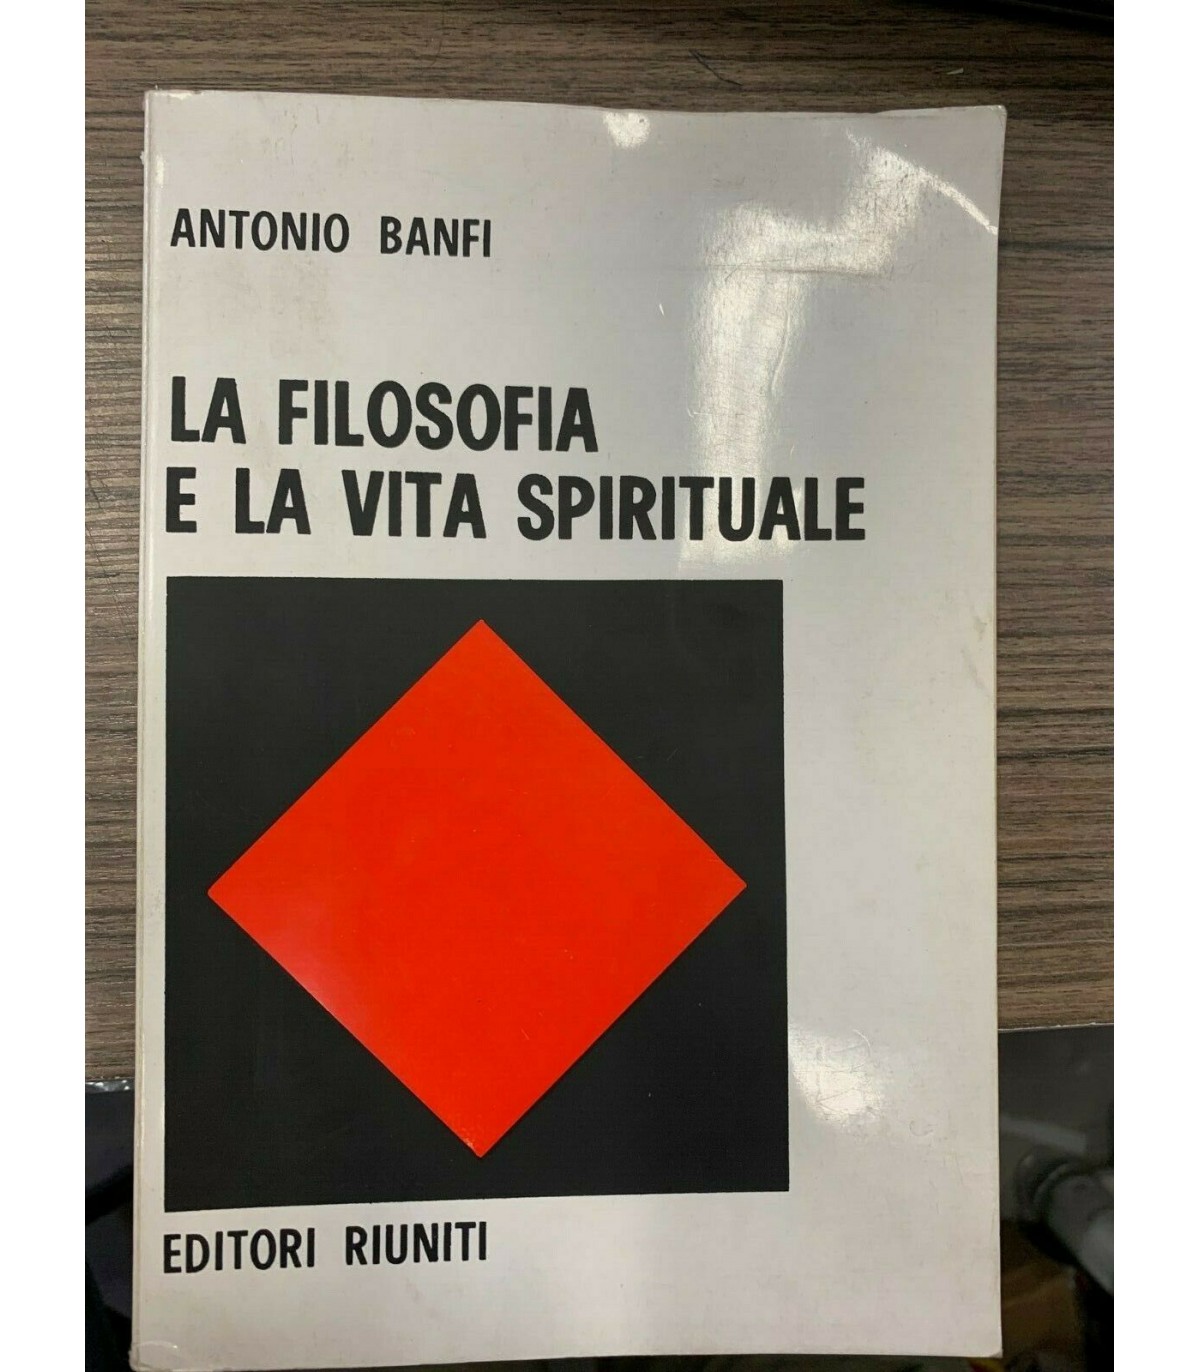 ANTONIO BANFI
LA FILOSOFIA
E LA VITA SPIRITUALE
EDITORI RIUNITI